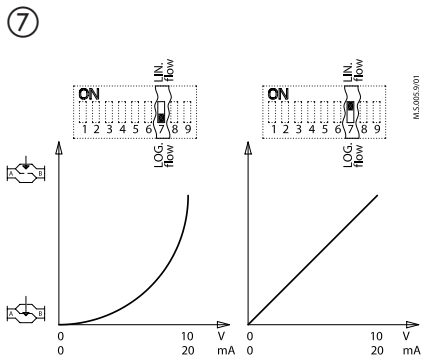 7
LIN.
flow
LIN.
flow
ON
ON
1 2 3 4 5 6 7 8 9
1 2 3 4 5 6 7 8 9
LOG.
flow
LOG.
flow
M.S.005.9/01
A B
A B
0 10 V
0 20 mA
0 10 V
0 20 mA